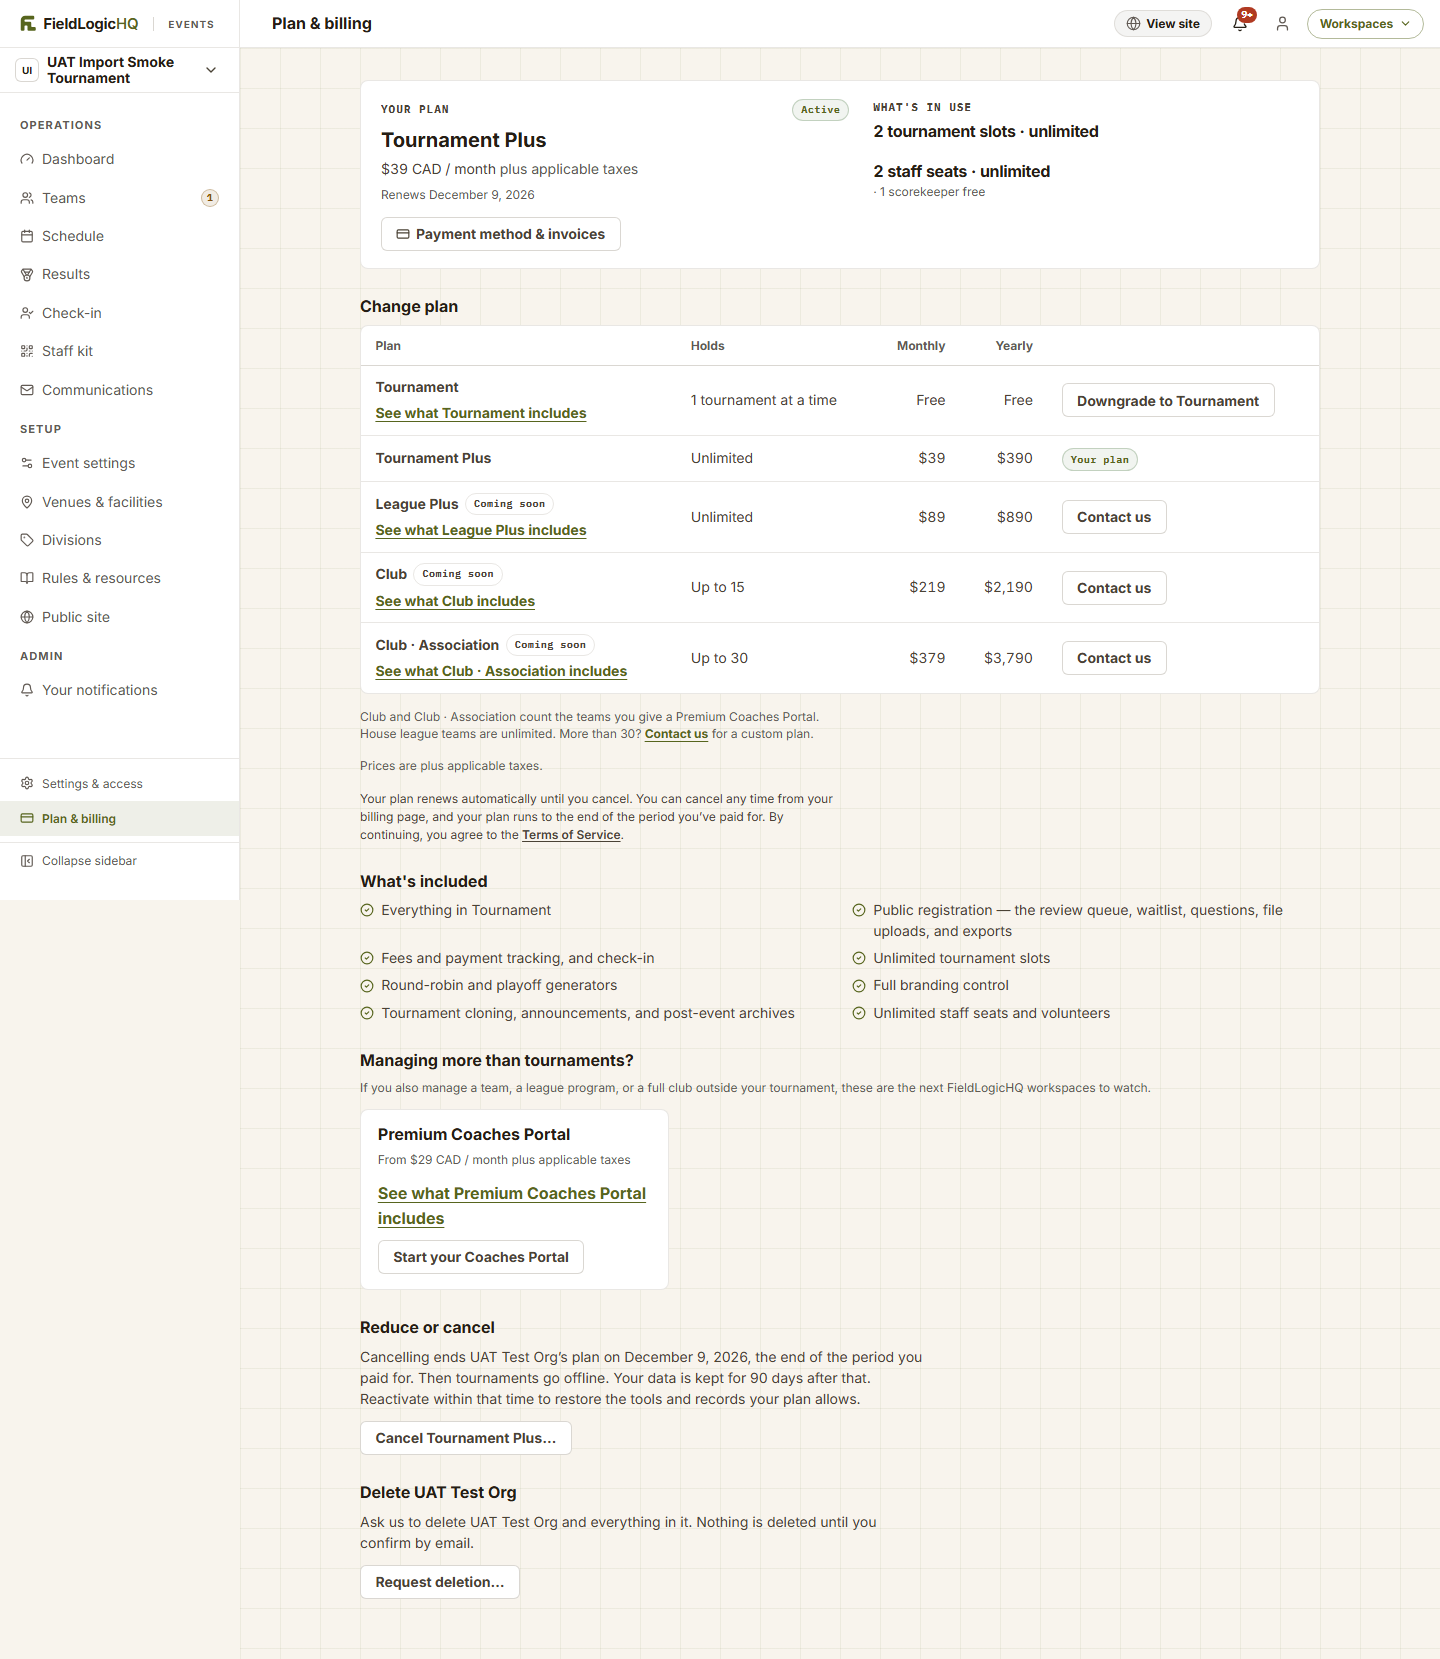 FieldLogicHQ EVENTS
Plan & billing
View site
9+
Workspaces
UI
UAT Import Smoke
Tournament
OPERATIONS
Dashboard
Teams 1
Schedule
Results
Check-in
Staff kit
Communications
SETUP
Event settings
Venues & facilities
Divisions
Rules & resources
Public site
ADMIN
Your notifications
Settings & access
Plan & billing
Collapse sidebar
YOUR PLAN
Active
Tournament Plus
$39 CAD / month plus applicable taxes
Renews December 9, 2026
Payment method & invoices
WHAT'S IN USE
2 tournament slots · unlimited
2 staff seats · unlimited
· 1 scorekeeper free
Change plan
Plan Holds Monthly Yearly
Tournament
See what Tournament includes
1 tournament at a time Free Free Downgrade to Tournament
Tournament Plus Unlimited $39 $390 Your plan
League Plus Coming soon
See what League Plus includes
Unlimited $89 $890 Contact us
Club Coming soon
See what Club includes
Up to 15 $219 $2,190 Contact us
Club · Association Coming soon
See what Club · Association includes
Up to 30 $379 $3,790 Contact us
Club and Club · Association count the teams you give a Premium Coaches Portal.
House league teams are unlimited. More than 30? Contact us for a custom plan.
Prices are plus applicable taxes.
Your plan renews automatically until you cancel. You can cancel any time from your
billing page, and your plan runs to the end of the period you’ve paid for. By
continuing, you agree to the Terms of Service.
What's included
Everything in Tournament
Public registration — the review queue, waitlist, questions, file
uploads, and exports
Fees and payment tracking, and check-in
Unlimited tournament slots
Round-robin and playoff generators
Full branding control
Tournament cloning, announcements, and post-event archives
Unlimited staff seats and volunteers
Managing more than tournaments?
If you also manage a team, a league program, or a full club outside your tournament, these are the next FieldLogicHQ workspaces to watch.
Premium Coaches Portal
From $29 CAD / month plus applicable taxes
See what Premium Coaches Portal
includes
Start your Coaches Portal
Reduce or cancel
Cancelling ends UAT Test Org’s plan on December 9, 2026, the end of the period you
paid for. Then tournaments go offline. Your data is kept for 90 days after that.
Reactivate within that time to restore the tools and records your plan allows.
Cancel Tournament Plus…
Delete UAT Test Org
Ask us to delete UAT Test Org and everything in it. Nothing is deleted until you
confirm by email.
Request deletion…